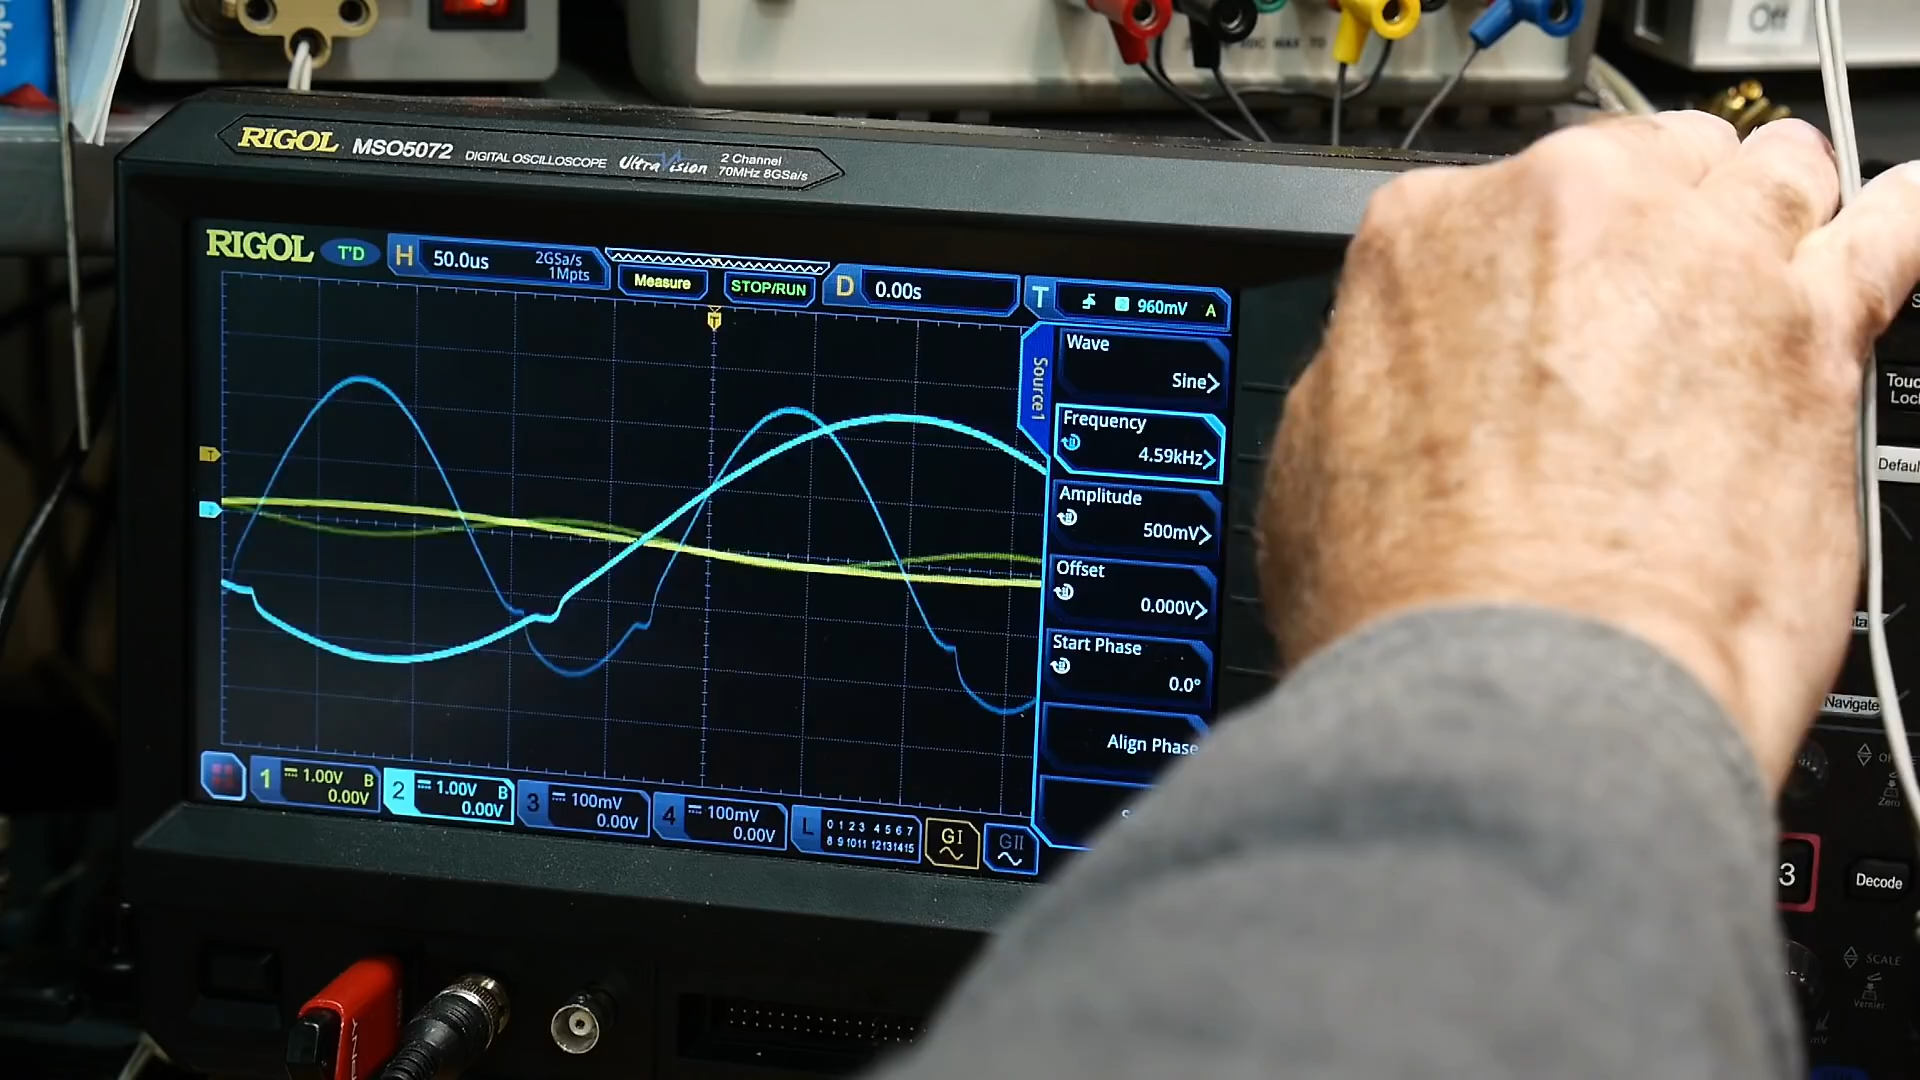 Off
RIGOL MSO5072 DIGITAL OSCILLOSCOPE UltraVision 2 Channel
70MHz 8GSa/s
RIGOL T'D H 50.0us 2GSa/s
1Mpts
Measure STOP/RUN D 0.00s T 960mV A
T
Source1
Wave
Sine
Frequency
4.59kHz
Amplitude
500mV
Offset
0.000V
Start Phase
0.0°
Align Phase
T
2
1 1.00V B
0.00V
2 1.00V B
0.00V
3 100mV
0.00V
4 100mV
0.00V
L 0 1 2 3 4 5 6 7
8 9 10 11 12 13 14 15
GI
GII
Navigate
Zero
3
Decode
SCALE
Vernier